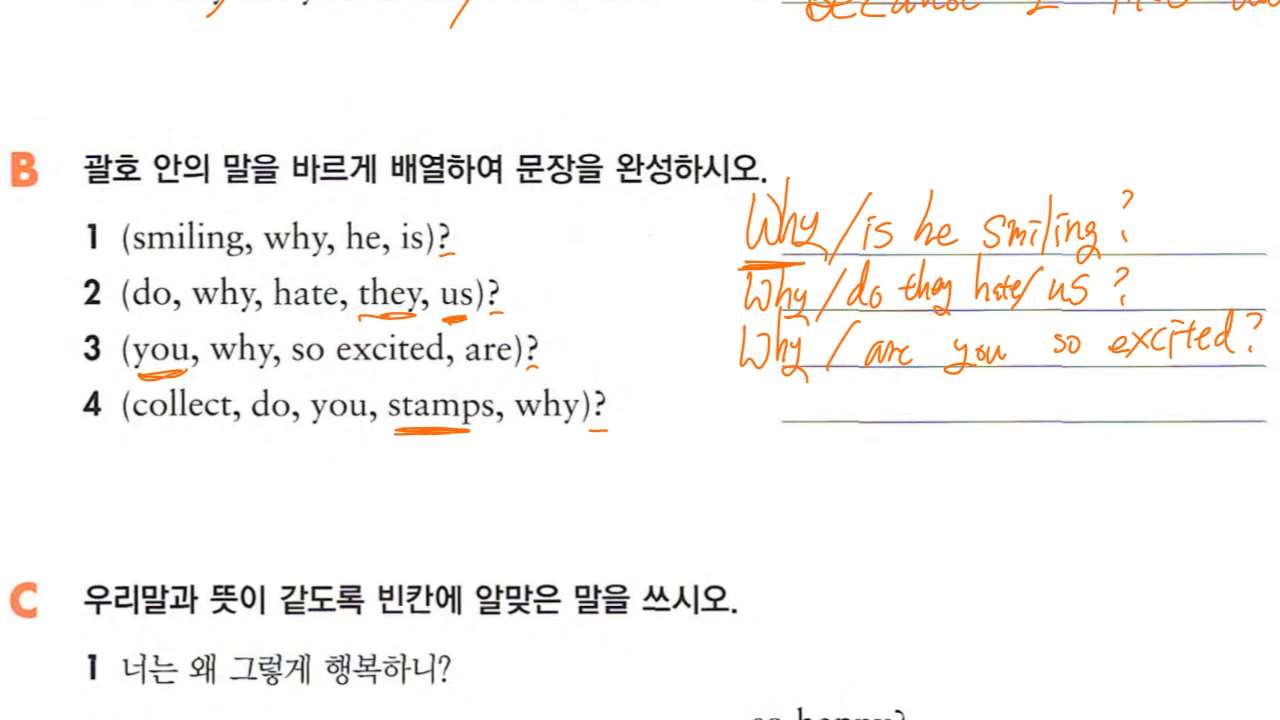 B 괄호 안의 말을 바르게 배열하여 문장을 완성하시오.
1 (smiling, why, he, is)? Why / is he smiling?
2 (do, why, hate, they, us)? Why / do they hate / us ?
3 (you, why, so excited, are)? Why / are you so excited?
4 (collect, do, you, stamps, why)?
C 우리말과 뜻이 같도록 빈칸에 알맞은 말을 쓰시오.
1 너는 왜 그렇게 행복하니?
so happy?